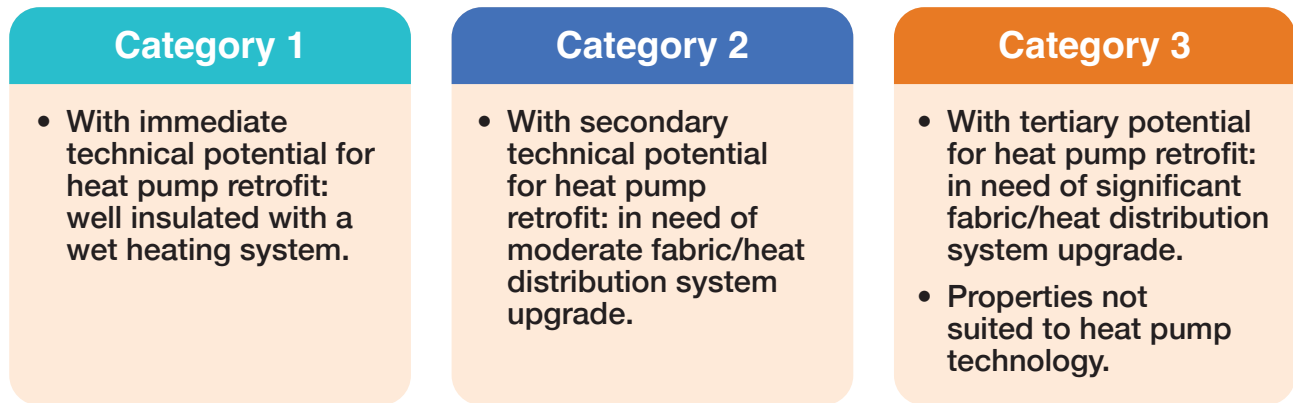 Category 1
• With immediate
technical potential for
heat pump retrofit:
well insulated with a
wet heating system.
Category 2
• With secondary
technical potential
for heat pump
retrofit: in need of
moderate fabric/heat
distribution system
upgrade.
Category 3
• With tertiary potential
for heat pump retrofit:
in need of significant
fabric/heat distribution
system upgrade.
• Properties not
suited to heat pump
technology.